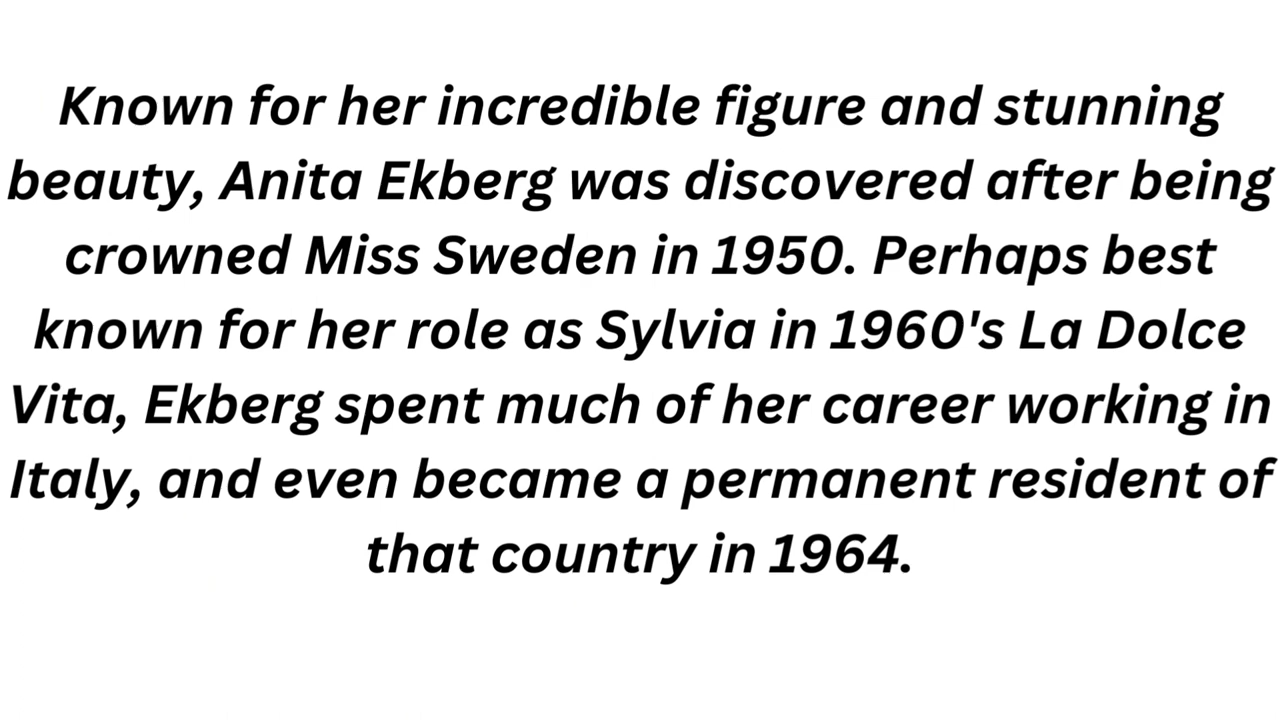 Known for her incredible figure and stunning
beauty, Anita Ekberg was discovered after being
crowned Miss Sweden in 1950. Perhaps best
known for her role as Sylvia in 1960's La Dolce
Vita, Ekberg spent much of her career working in
Italy, and even became a permanent resident of
that country in 1964.